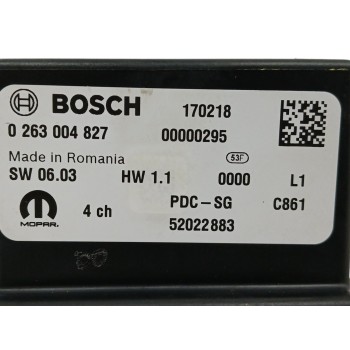 BOSCH 170218
0 263 004 827 00000295
Made in Romania 53F
SW 06.03 HW 1.1 0000 L1
4 ch PDC-SG C861
MOPAR 52022883